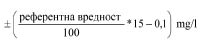 ±(референтна вредност/100 *15 – 0,1) mg/l